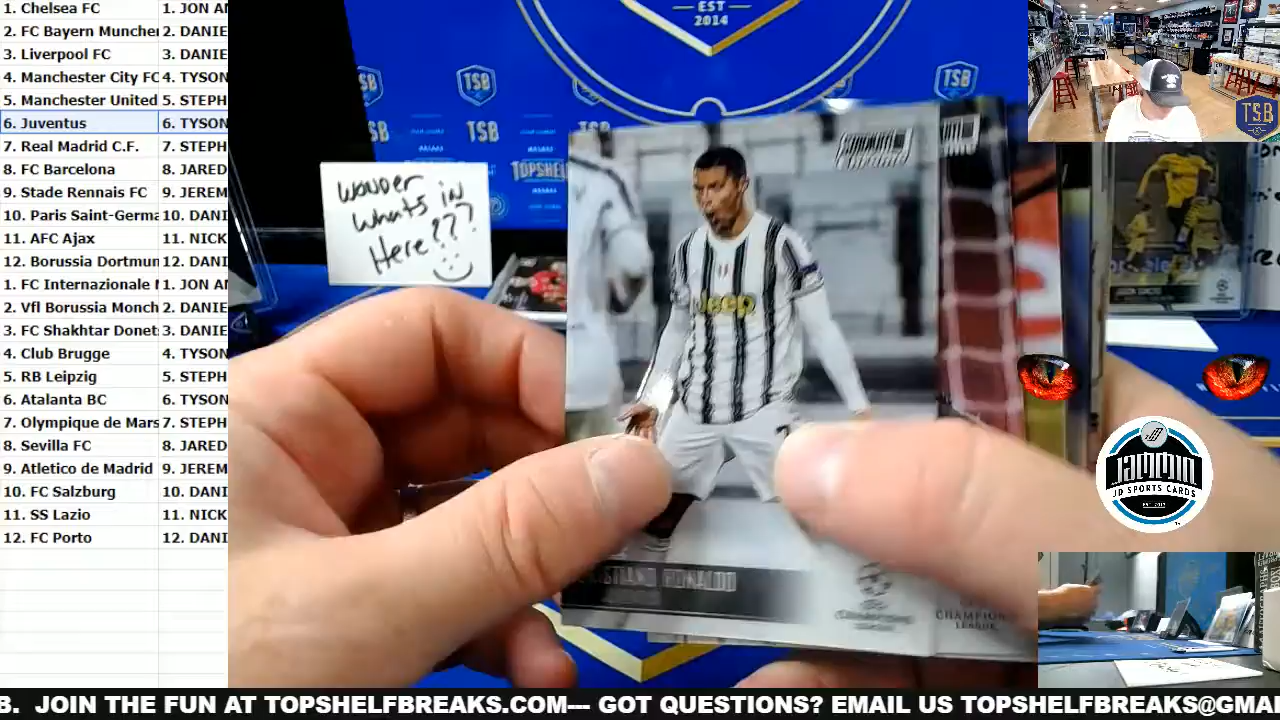 1. Chelsea FC 1. JON A
2. FC Bayern Munche 2. DANIE
3. Liverpool FC 3. DANIE
4. Manchester City FC 4. TYSON
5. Manchester United 5. STEPH
6. Juventus 6. TYSON
7. Real Madrid C.F. 7. STEPH
8. FC Barcelona 8. JARED
9. Stade Rennais FC 9. JEREM
10. Paris Saint-Germa 10. DANI
11. AFC Ajax 11. NICK
12. Borussia Dortmun 12. DANI
1. FC Internazionale 1. JON A
2. Vfl Borussia Monch 2. DANIE
3. FC Shakhtar Donet 3. DANIE
4. Club Brugge 4. TYSON
5. RB Leipzig 5. STEPH
6. Atalanta BC 6. TYSON
7. Olympique de Mars 7. STEPH
8. Sevilla FC 8. JARED
9. Atletico de Madrid 9. JEREM
10. FC Salzburg 10. DANI
11. SS Lazio 11. NICK
12. FC Porto 12. DANI
EST
2014
TSB
TSB
TSB
TOPSHELF
Wonder
Whats in
Here???
Jeep
RONALDO
CHAMPIONS
LEAGUE
TSB
JAMMIN
JD SPORTS CARDS
B. JOIN THE FUN AT TOPSHELFBREAKS.COM--- GOT QUESTIONS? EMAIL US TOPSHELFBREAKS@GMAI